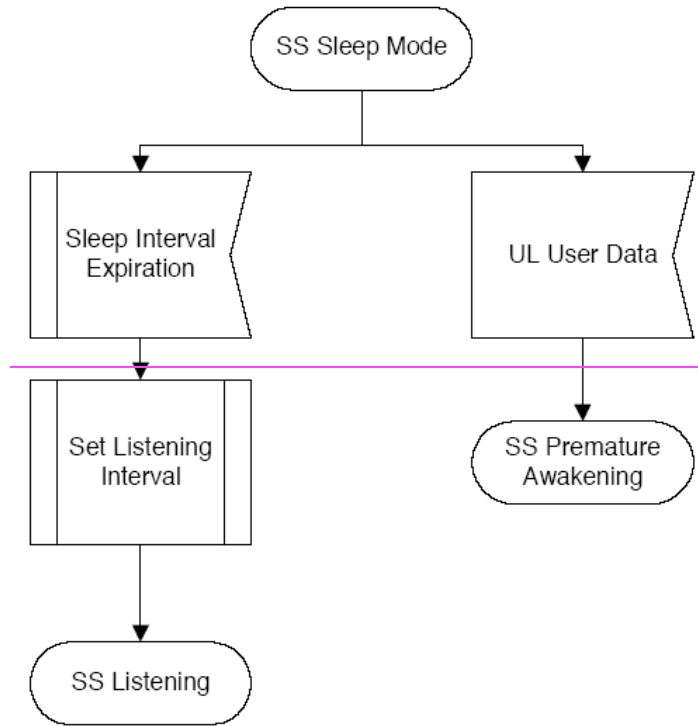 SS Sleep Mode
Sleep Interval
Expiration
UL User Data
Set Listening
Interval
SS Premature
Awakening
SS Listening